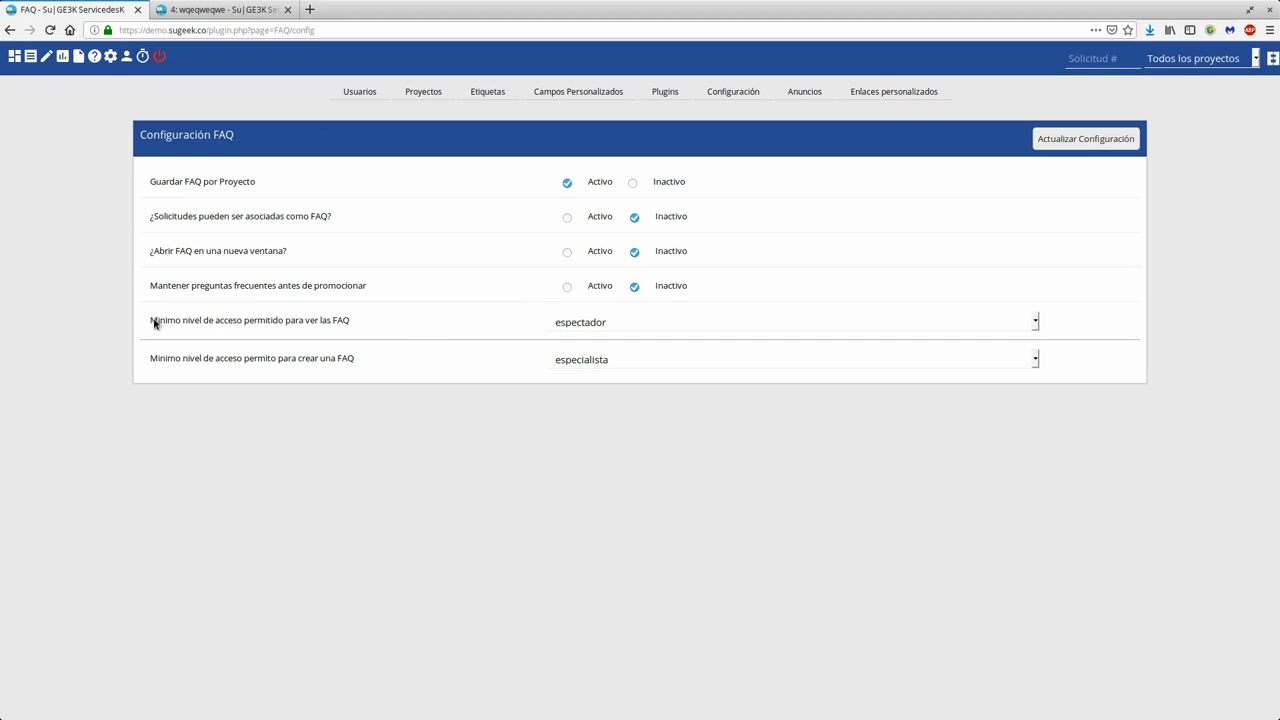 FAQ - Su|GE3K ServicedesK
4: wqeqweqwe - Su|GE3K Se
https://demo.sugeek.co/plugin.php?page=FAQ/config
ABP
Solicitud #
Todos los proyectos
Usuarios
Proyectos
Etiquetas
Campos Personalizados
Plugins
Configuración
Anuncios
Enlaces personalizados
Configuración FAQ
Actualizar Configuración
Guardar FAQ por Proyecto Activo Inactivo
¿Solicitudes pueden ser asociadas como FAQ? Activo Inactivo
¿Abrir FAQ en una nueva ventana? Activo Inactivo
Mantener preguntas frecuentes antes de promocionar Activo Inactivo
Minimo nivel de acceso permitido para ver las FAQ espectador
Minimo nivel de acceso permito para crear una FAQ especialista